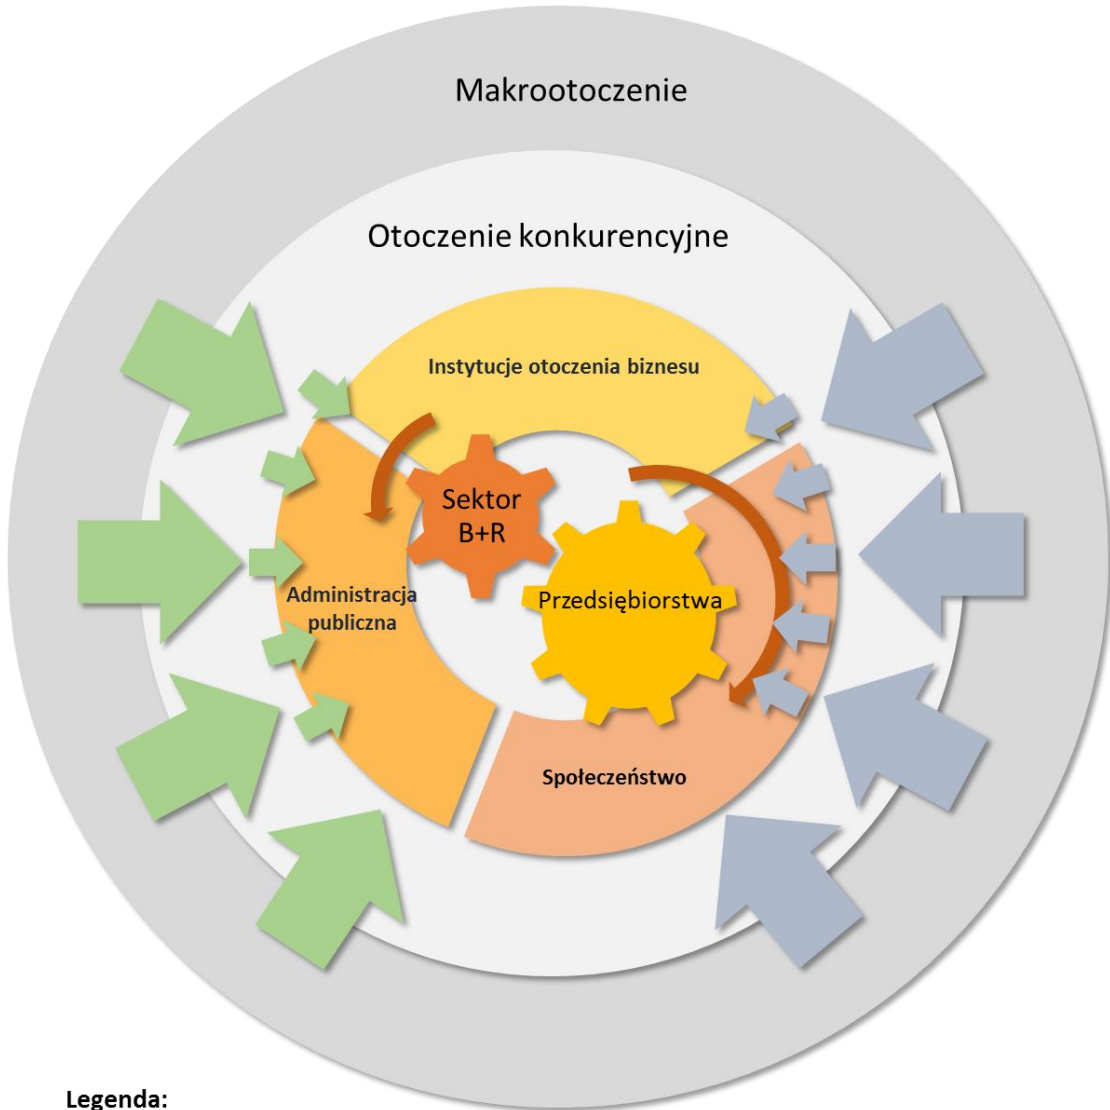 Makrootoczenie
Otoczenie konkurencyjne
Instytucje otoczenia biznesu
Sektor
B+R
Administracja
publiczna
Przedsiębiorstwa
Społeczeństwo
Legenda: